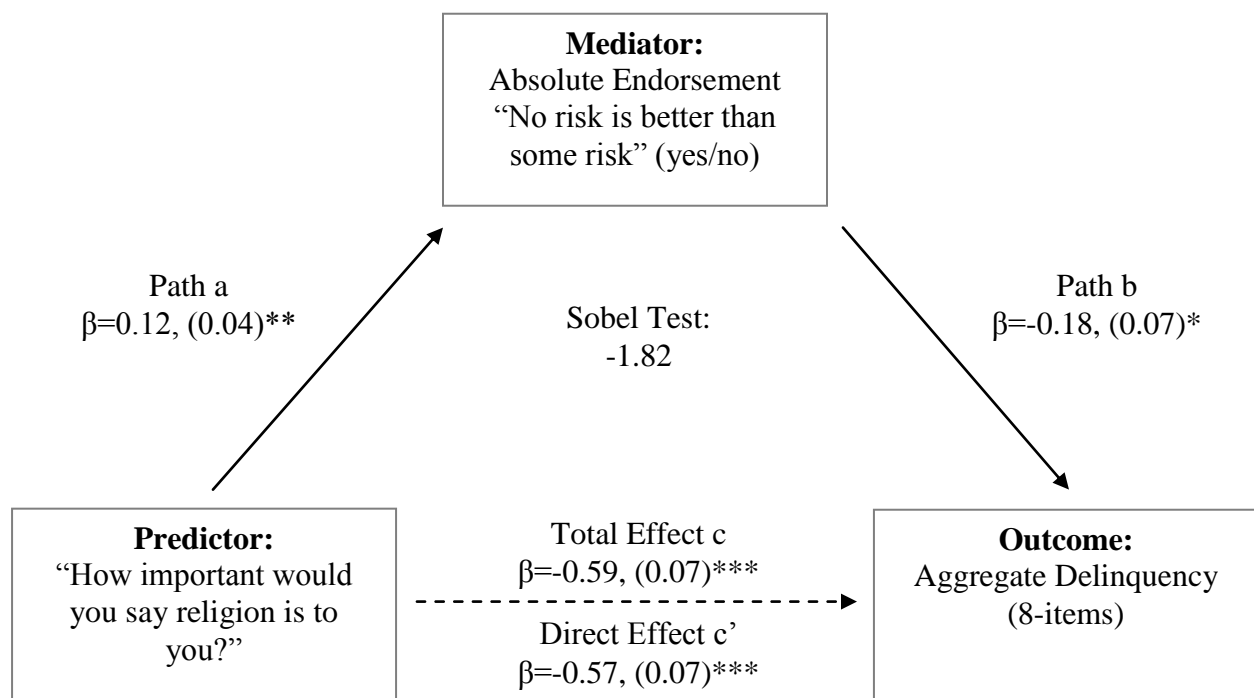 Mediator:
Absolute Endorsement
“No risk is better than
some risk” (yes/no)
Path a
β=0.12, (0.04)**
Sobel Test:
-1.82
Path b
β=-0.18, (0.07)*
Predictor:
“How important would
you say religion is to
you?”
Total Effect c
β=-0.59, (0.07)***
Direct Effect c’
β=-0.57, (0.07)***
Outcome:
Aggregate Delinquency
(8-items)